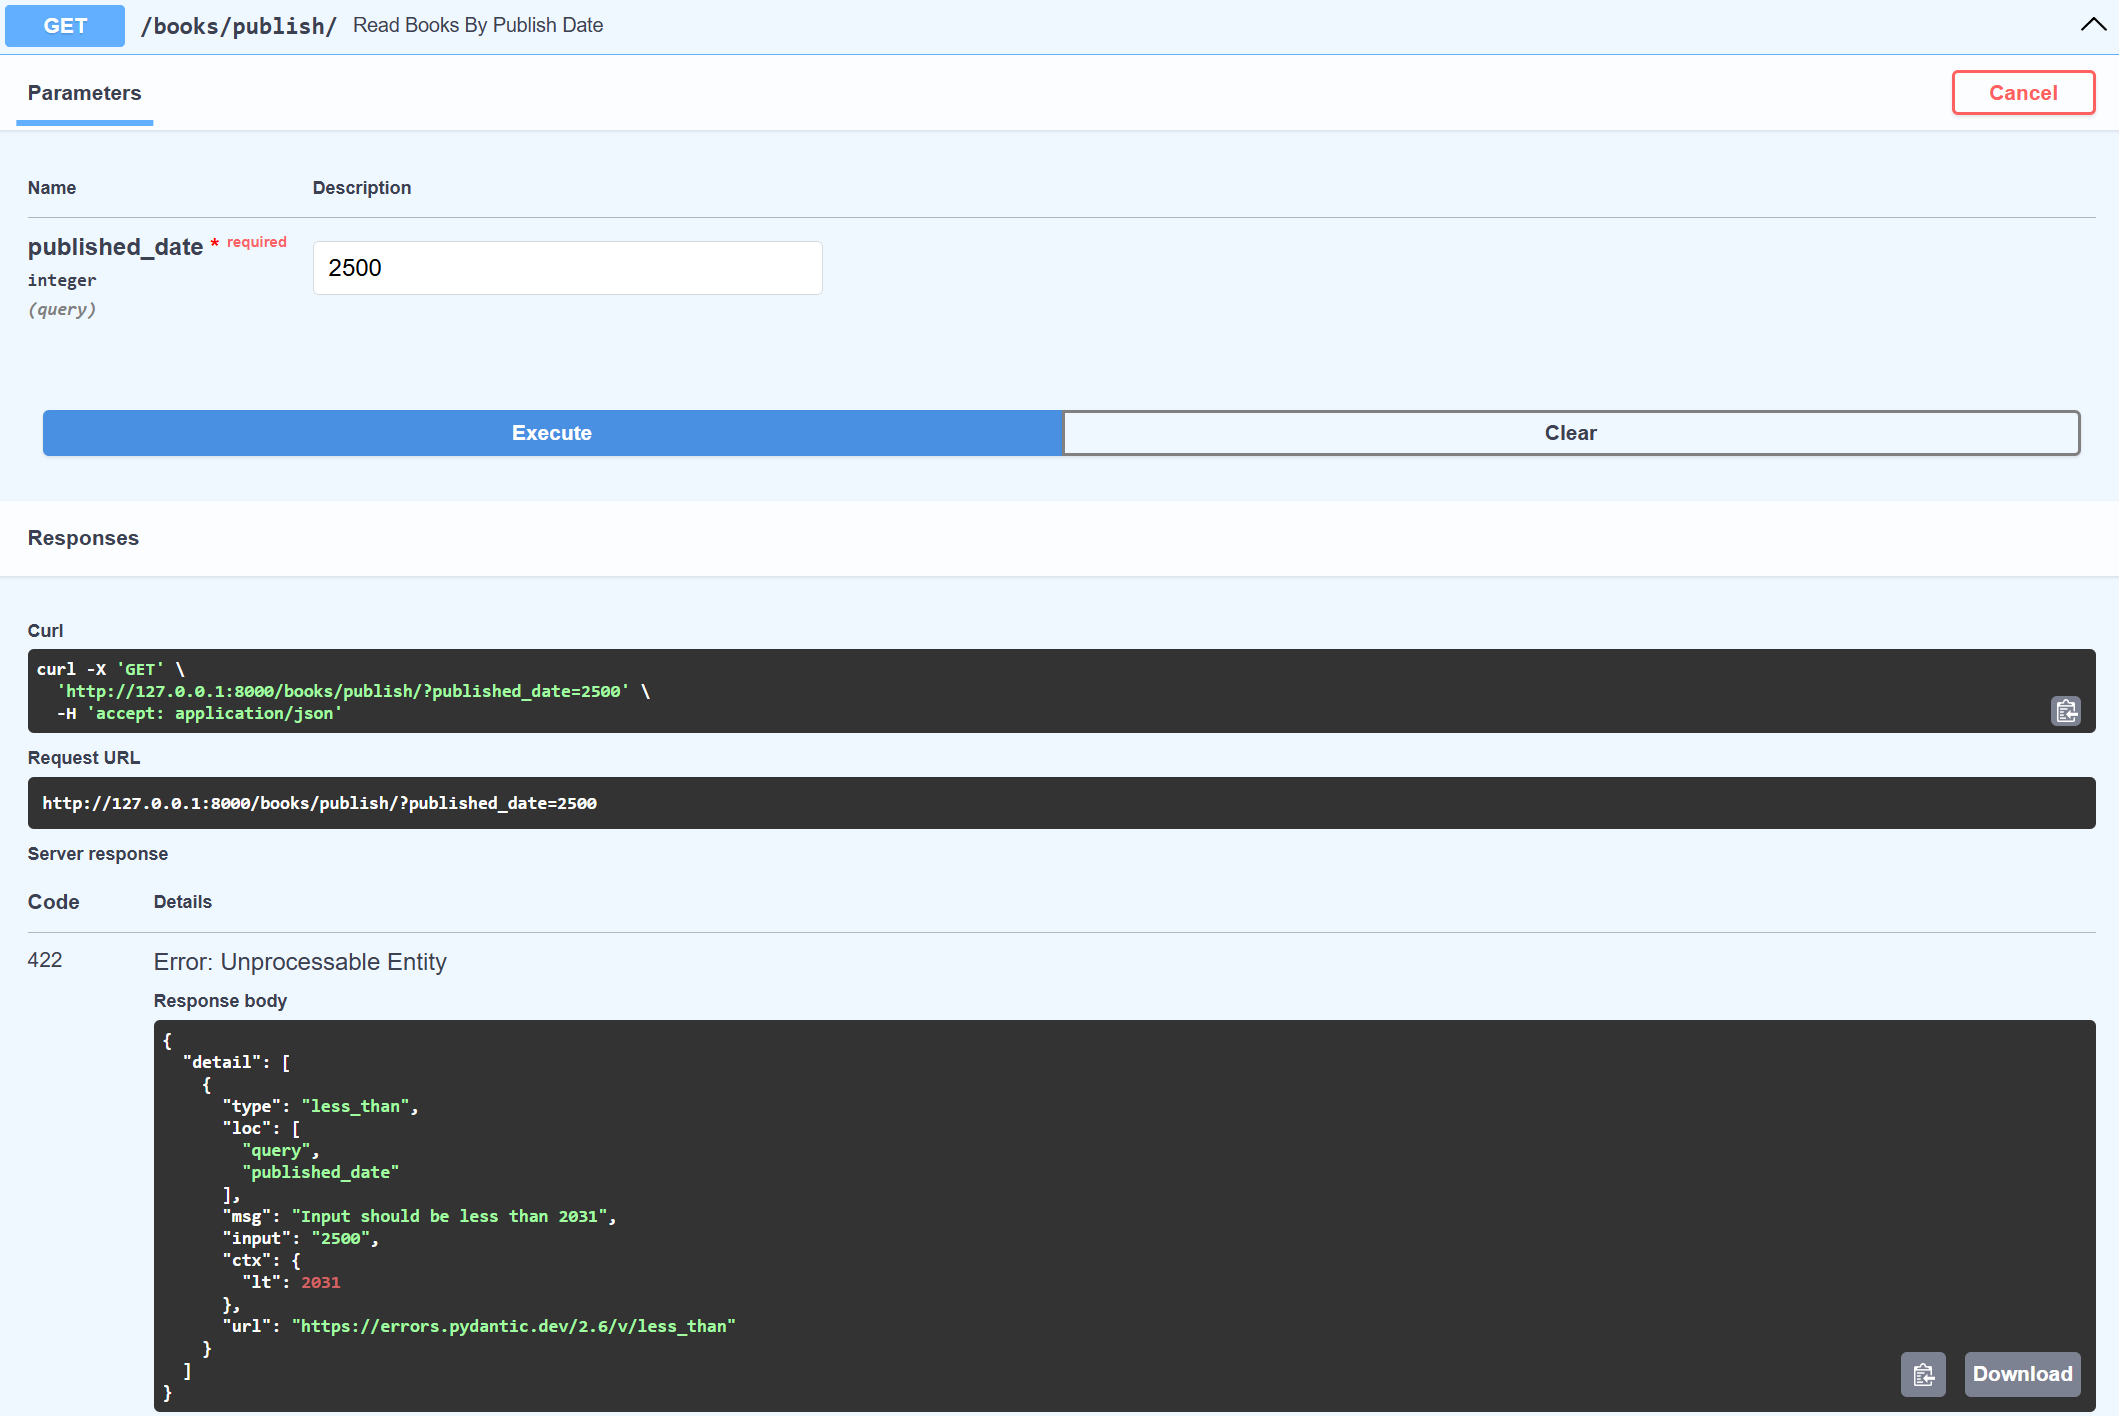 GET /books/publish/ Read Books By Publish Date
Parameters
Cancel
Name Description
published_date * required
integer
(query)
2500
Execute
Clear
Responses
Curl
curl -X 'GET' \
  'http://127.0.0.1:8000/books/publish/?published_date=2500' \
  -H 'accept: application/json'
Request URL
http://127.0.0.1:8000/books/publish/?published_date=2500
Server response
Code Details
422 Error: Unprocessable Entity
Response body
{
  "detail": [
    {
      "type": "less_than",
      "loc": [
        "query",
        "published_date"
      ],
      "msg": "Input should be less than 2031",
      "input": "2500",
      "ctx": {
        "lt": 2031
      },
      "url": "https://errors.pydantic.dev/2.6/v/less_than"
    }
  ]
}
Download